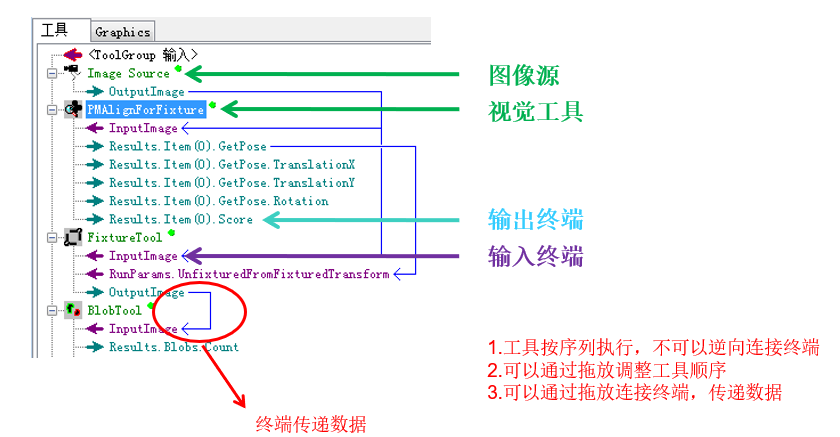 工具
Graphics
<ToolGroup 输入>
Image Source
OutputImage
PMAlignForFixture
InputImage
Results.Item(0).GetPose
Results.Item(0).GetPose.TranslationX
Results.Item(0).GetPose.TranslationY
Results.Item(0).GetPose.Rotation
Results.Item(0).Score
FixtureTool
InputImage
RunParams.UnfixturedFromFixturedTransform
OutputImage
BlobTool
InputImage
Results.Blobs.Count
图像源
视觉工具
输出终端
输入终端
1.工具按序列执行，不可以逆向连接终端
2.可以通过拖放调整工具顺序
3.可以通过拖放连接终端，传递数据
终端传递数据